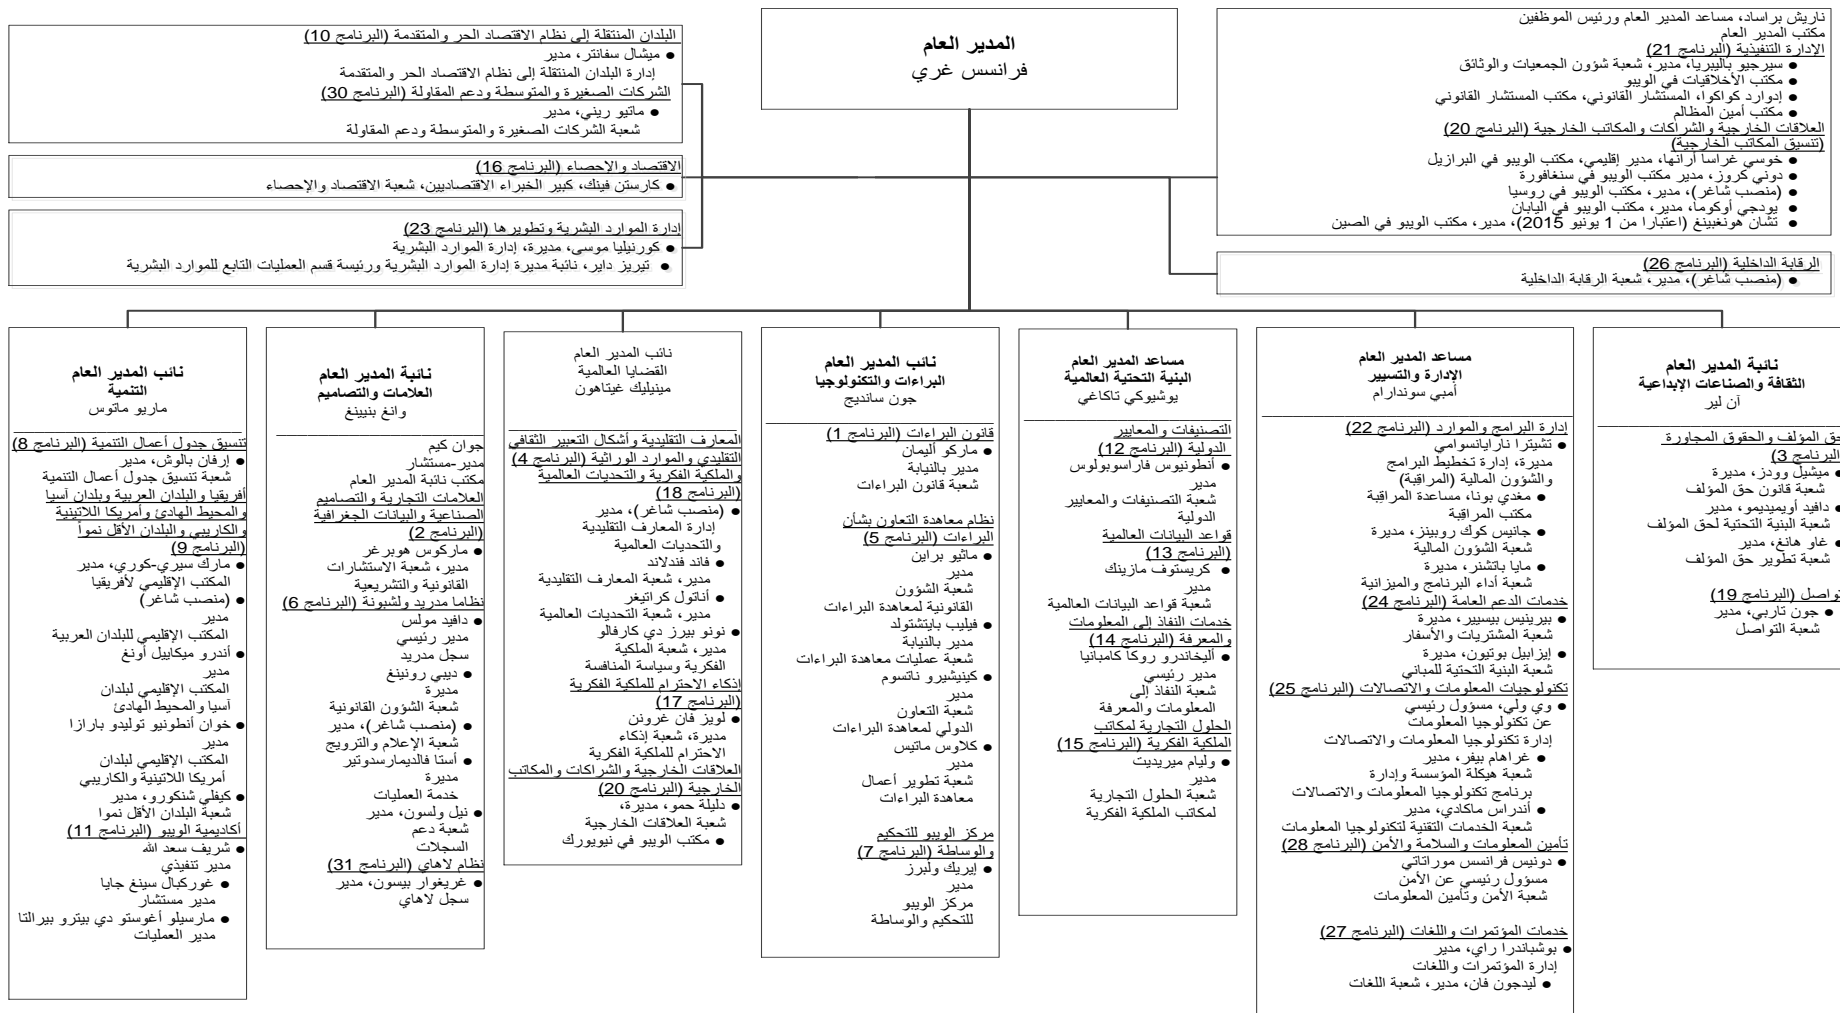 المدير العام
فرانسس غري
ناريش براساد، مساعد المدير العام ورئيس الموظفين
مكتب المدير العام
الإدارة التنفيذية (البرنامج 21)
● سيرجيو باليبريا، مدير، شعبة شؤون الجمعيات والوثائق
● مكتب الأخلاقيات في الويبو
● إدوارد كواكوا، المستشار القانوني، مكتب المستشار القانوني
● مكتب أمين المظالم
العلاقات الخارجية والشراكات والمكاتب الخارجية (البرنامج 20)
(تنسيق المكاتب الخارجية)
● خوسي غراسا أرانها، مدير إقليمي، مكتب الويبو في البرازيل
● دوني كروز، مدير مكتب الويبو في سنغافورة
● (منصب شاغر)، مدير، مكتب الويبو في روسيا
● يودجي أوكوما، مدير، مكتب الويبو في اليابان
● تشان هونغبينغ (اعتبارا من 1 يونيو 2015)، مدير، مكتب الويبو في الصين
الرقابة الداخلية (البرنامج 26)
● (منصب شاغر)، مدير، شعبة الرقابة الداخلية
البلدان المنتقلة إلى نظام الاقتصاد الحر والمتقدمة (البرنامج 10)
● ميشال سفانتر، مدير
إدارة البلدان المنتقلة إلى نظام الاقتصاد الحر والمتقدمة
الشركات الصغيرة والمتوسطة ودعم المقاولة (البرنامج 30)
● ماتيو ريني، مدير
شعبة الشركات الصغيرة والمتوسطة ودعم المقاولة
الاقتصاد والإحصاء (البرنامج 16)
● كارستن فينك، كبير الخبراء الاقتصاديين، شعبة الاقتصاد والإحصاء
إدارة الموارد البشرية وتطويرها (البرنامج 23)
● كورنيليا موسى، مديرة، إدارة الموارد البشرية
● تيريز داير، نائبة مديرة إدارة الموارد البشرية ورئيسة قسم العمليات التابع للموارد البشرية
نائبة المدير العام
الثقافة والصناعات الإبداعية
آن لير
حق المؤلف والحقوق المجاورة
(البرنامج 3)
● ميشيل وودز، مديرة
شعبة قانون حق المؤلف
● دافيد أويميديمو، مدير
شعبة البنية التحتية لحق المؤلف
● غاو هانغ، مدير
شعبة تطوير حق المؤلف
تواصل (البرنامج 19)
● جون تاربي، مدير
شعبة التواصل
مساعد المدير العام
الإدارة والتسيير
أمبي سوندارام
إدارة البرامج والموارد (البرنامج 22)
● تشيترا نارايانسوامي
مديرة، إدارة تخطيط البرامج
والشؤون المالية (المراقبة)
● مغدي بونا، مساعدة المراقبة
مكتب المراقبة
● جانيس كوك روبينز، مديرة
شعبة الشؤون المالية
● مايا باتشنر، مديرة
شعبة أداء البرنامج والميزانية
خدمات الدعم العامة (البرنامج 24)
● بيرينيس بيسيير، مديرة
شعبة المشتريات والأسفار
● إيزابيل بوتيون، مديرة
شعبة البنية التحتية للمباني
تكنولوجيات المعلومات والاتصالات (البرنامج 25)
● وي ولي، مسؤول رئيسي
عن تكنولوجيا المعلومات
إدارة تكنولوجيا المعلومات والاتصالات
● غراهام بيفر، مدير
شعبة هيكلة المؤسسة وإدارة
برنامج تكنولوجيا المعلومات والاتصالات
● أندراس ماكادي، مدير
شعبة الخدمات التقنية لتكنولوجيا المعلومات
تأمين المعلومات والسلامة والأمن (البرنامج 28)
● دونيس فرانسس موراتاتي
مسؤول رئيسي عن الأمن
شعبة الأمن وتأمين المعلومات
خدمات المؤتمرات واللغات (البرنامج 27)
● بوشباندرا راي، مدير
إدارة المؤتمرات واللغات
● ليدجون فان، مدير، شعبة اللغات
مساعد المدير العام
البنية التحتية العالمية
يوشيوكي تاكاغي
التصنيفات والمعايير
الدولية (البرنامج 12)
● أنطونيوس فاراسوبولوس
مدير
شعبة التصنيفات والمعايير
الدولية
قواعد البيانات العالمية
(البرنامج 13)
● كريستوف مازينك
مدير
شعبة قواعد البيانات العالمية
خدمات النفاذ إلى المعلومات
والمعرفة (البرنامج 14)
● أليخاندرو روكا كامبانيا
مدير رئيسي
شعبة النفاذ إلى
المعلومات والمعرفة
الحلول التجارية لمكاتب
الملكية الفكرية (البرنامج 15)
● وليام ميريديت
مدير
شعبة الحلول التجارية
لمكاتب الملكية الفكرية
نائب المدير العام
البراءات والتكنولوجيا
جون سانديج
قانون البراءات (البرنامج 1)
● ماركو أليمان
مدير بالنيابة
شعبة قانون البراءات
نظام معاهدة التعاون بشأن
البراءات (البرنامج 5)
● ماثيو براين
مدير
شعبة الشؤون
القانونية لمعاهدة البراءات
● فيليب بايتشتولد
مدير بالنيابة
شعبة عمليات معاهدة البراءات
● كينيشيرو ناتسوم
مدير
شعبة التعاون
الدولي لمعاهدة البراءات
● كلاوس ماتيس
مدير
شعبة تطوير أعمال
معاهدة البراءات
مركز الويبو للتحكيم
والوساطة (البرنامج 7)
● إيريك ولبرز
مدير
مركز الويبو
للتحكيم والوساطة
نائب المدير العام
القضايا العالمية
مينيليك غيتاهون
المعارف التقليدية وأشكال التعبير الثقافي
التقليدي والموارد الوراثية (البرنامج 4)
والملكية الفكرية والتحديات العالمية
(البرنامج 18)
● (منصب شاغر)، مدير
إدارة المعارف التقليدية
والتحديات العالمية
● فاند فندلاند
مدير، شعبة المعارف التقليدية
● أناتول كراتيغر
مدير، شعبة التحديات العالمية
● نونو بيرز دي كارفالو
مدير، شعبة الملكية
الفكرية وسياسة المنافسة
إذكاء الاحترام للملكية الفكرية
(البرنامج 17)
● لويز فان غرونن
مديرة، شعبة إذكاء
الاحترام للملكية الفكرية
العلاقات الخارجية والشراكات والمكاتب
الخارجية (البرنامج 20)
● دليلة حمو، مديرة،
شعبة العلاقات الخارجية
● مكتب الويبو في نيويورك
نائبة المدير العام
العلامات والتصاميم
وانغ بنيينغ
جوان كيم
مدير-مستشار
مكتب نائبة المدير العام
العلامات التجارية والتصاميم
الصناعية والبيانات الجغرافية
(البرنامج 2)
● ماركوس هوبرغر
مدير، شعبة الاستشارات
القانونية والتشريعية
نظاما مدريد ولشبونة (البرنامج 6)
● دافيد مولس
مدير رئيسي
سجل مدريد
● ديبي رونينغ
مديرة
شعبة الشؤون القانونية
● (منصب شاغر)، مدير
شعبة الإعلام والترويج
● أستا فالديمارسدوتير
مديرة
خدمة العمليات
● نيل ولسون، مدير
شعبة دعم
السجلات
نظام لاهاي (البرنامج 31)
● غريغوار بيسون، مدير
سجل لاهاي
نائب المدير العام
التنمية
ماريو ماتوس
تنسيق جدول أعمال التنمية (البرنامج 8)
● إرفان بالوش، مدير
شعبة تنسيق جدول أعمال التنمية
أفريقيا والبلدان العربية وبلدان آسيا
والمحيط الهادئ وأمريكا اللاتينية
والكاريبي والبلدان الأقل نمواً
(البرنامج 9)
● مارك سيري-كوري، مدير
المكتب الإقليمي لأفريقيا
● (منصب شاغر)
مدير
المكتب الإقليمي للبلدان العربية
● أندرو ميكاييل أونغ
مدير
المكتب الإقليمي لبلدان
آسيا والمحيط الهادئ
● خوان أنطونيو توليدو بارازا
مدير
المكتب الإقليمي لبلدان
أمريكا اللاتينية والكاريبي
● كيفلي شنكورو، مدير
شعبة البلدان الأقل نموا
أكاديمية الويبو (البرنامج 11)
● شريف سعد الله
مدير تنفيذي
● غوركبال سينغ جايا
مدير مستشار
● مارسيلو أغوستو دي بيترو بيرالتا
مدير العمليات